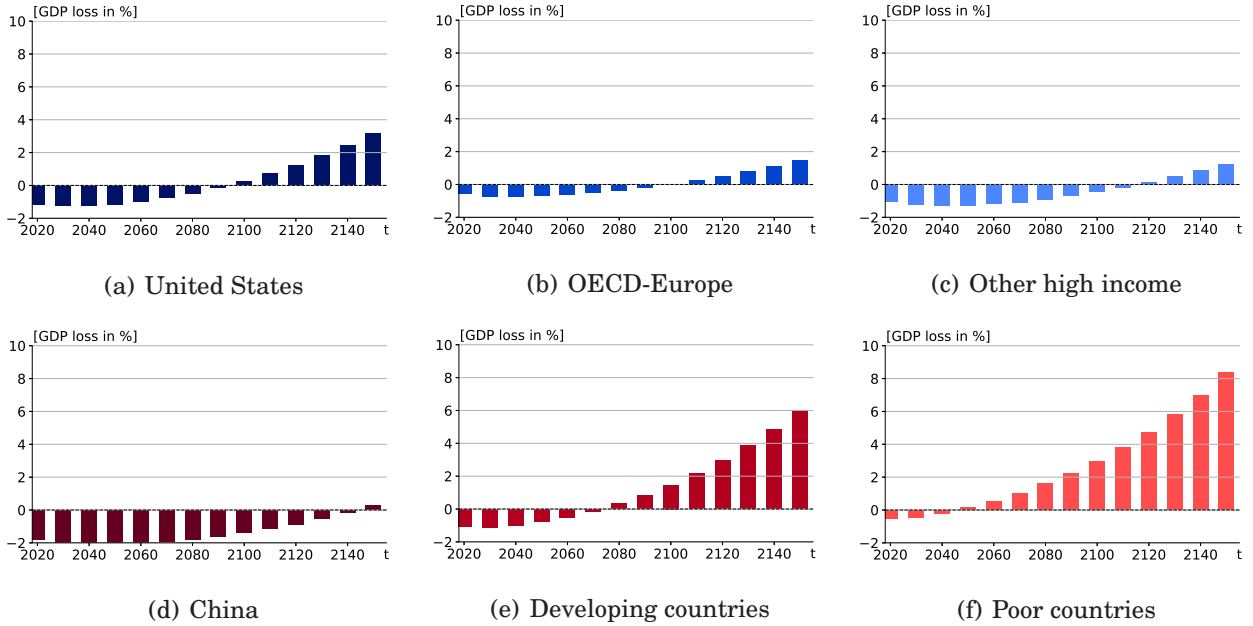 [GDP loss in %]
10
8
6
4
2
0
−2
2020 2040 2060 2080 2100 2120 2140 t
(a) United States
[GDP loss in %]
10
8
6
4
2
0
−2
2020 2040 2060 2080 2100 2120 2140 t
(b) OECD-Europe
[GDP loss in %]
10
8
6
4
2
0
−2
2020 2040 2060 2080 2100 2120 2140 t
(c) Other high income
[GDP loss in %]
10
8
6
4
2
0
−2
2020 2040 2060 2080 2100 2120 2140 t
(d) China
[GDP loss in %]
10
8
6
4
2
0
−2
2020 2040 2060 2080 2100 2120 2140 t
(e) Developing countries
[GDP loss in %]
10
8
6
4
2
0
−2
2020 2040 2060 2080 2100 2120 2140 t
(f) Poor countries